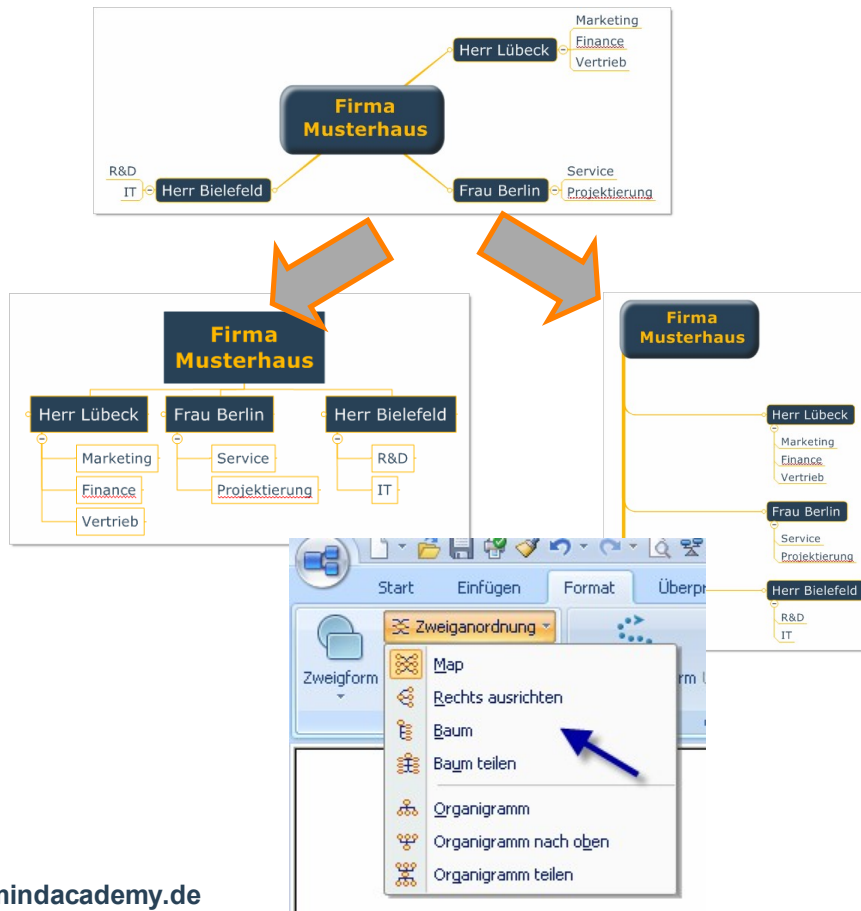 Marketing
Finance
Vertrieb
Herr Lübeck
Firma
Musterhaus
R&D
IT
Herr Bielefeld
Frau Berlin
Service
Projektierung
Firma
Musterhaus
Herr Lübeck
Frau Berlin
Herr Bielefeld
Marketing
Service
R&D
Finance
Projektierung
IT
Vertrieb
Firma
Musterhaus
Herr Lübeck
Marketing
Finance
Vertrieb
Frau Berlin
Service
Projektierung
Herr Bielefeld
R&D
IT
Start Einfügen Format Überpr
Zweiganordnung
Zweigform
Map
Rechts ausrichten
Baum
Baum teilen
Organigramm
Organigramm nach oben
Organigramm teilen
mindacademy.de